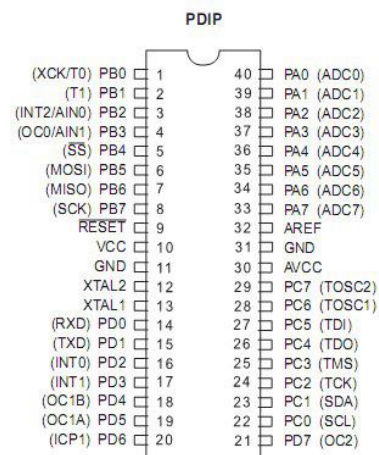 PDIP
(XCK/T0) PB0 1 40 PA0 (ADC0)
(T1) PB1 2 39 PA1 (ADC1)
(INT2/AIN0) PB2 3 38 PA2 (ADC2)
(OC0/AIN1) PB3 4 37 PA3 (ADC3)
(SS) PB4 5 36 PA4 (ADC4)
(MOSI) PB5 6 35 PA5 (ADC5)
(MISO) PB6 7 34 PA6 (ADC6)
(SCK) PB7 8 33 PA7 (ADC7)
RESET 9 32 AREF
VCC 10 31 GND
GND 11 30 AVCC
XTAL2 12 29 PC7 (TOSC2)
XTAL1 13 28 PC6 (TOSC1)
(RXD) PD0 14 27 PC5 (TDI)
(TXD) PD1 15 26 PC4 (TDO)
(INT0) PD2 16 25 PC3 (TMS)
(INT1) PD3 17 24 PC2 (TCK)
(OC1B) PD4 18 23 PC1 (SDA)
(OC1A) PD5 19 22 PC0 (SCL)
(ICP1) PD6 20 21 PD7 (OC2)